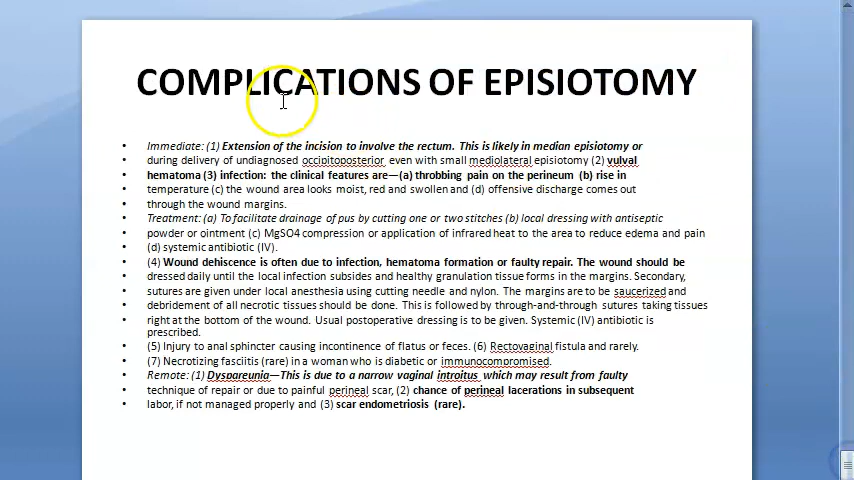 COMPLICATIONS OF EPISIOTOMY
• Immediate: (1) Extension of the incision to involve the rectum. This is likely in median episiotomy or
• during delivery of undiagnosed occipitoposterior even with small mediolateral episiotomy (2) vulval
• hematoma (3) infection: the clinical features are—(a) throbbing pain on the perineum (b) rise in
• temperature (c) the wound area looks moist, red and swollen and (d) offensive discharge comes out
• through the wound margins.
• Treatment: (a) To facilitate drainage of pus by cutting one or two stitches (b) local dressing with antiseptic
• powder or ointment (c) MgSO4 compression or application of infrared heat to the area to reduce edema and pain
• (d) systemic antibiotic (IV).
• (4) Wound dehiscence is often due to infection, hematoma formation or faulty repair. The wound should be
• dressed daily until the local infection subsides and healthy granulation tissue forms in the margins. Secondary,
• sutures are given under local anesthesia using cutting needle and nylon. The margins are to be saucerized and
• debridement of all necrotic tissues should be done. This is followed by through-and-through sutures taking tissues
• right at the bottom of the wound. Usual postoperative dressing is to be given. Systemic (IV) antibiotic is
prescribed.
• (5) Injury to anal sphincter causing incontinence of flatus or feces. (6) Rectovaginal fistula and rarely.
• (7) Necrotizing fasciitis (rare) in a woman who is diabetic or immunocompromised.
• Remote: (1) Dyspareunia—This is due to a narrow vaginal introitus which may result from faulty
• technique of repair or due to painful perineal scar, (2) chance of perineal lacerations in subsequent
• labor, if not managed properly and (3) scar endometriosis (rare).